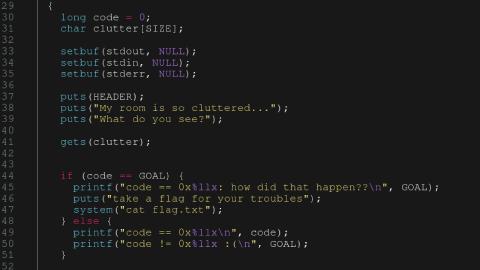 29 {
30 long code = 0;
31 char clutter[SIZE];
32
33 setbuf(stdout, NULL);
34 setbuf(stdin, NULL);
35 setbuf(stderr, NULL);
36
37 puts(HEADER);
38 puts("My room is so cluttered...");
39 puts("What do you see?");
40
41 gets(clutter);
42
43
44 if (code == GOAL) {
45 printf("code == 0x%llx: how did that happen??\n", GOAL);
46 puts("take a flag for your troubles");
47 system("cat flag.txt");
48 } else {
49 printf("code == 0x%llx\n", code);
50 printf("code != 0x%llx :(\n", GOAL);
51 }
52